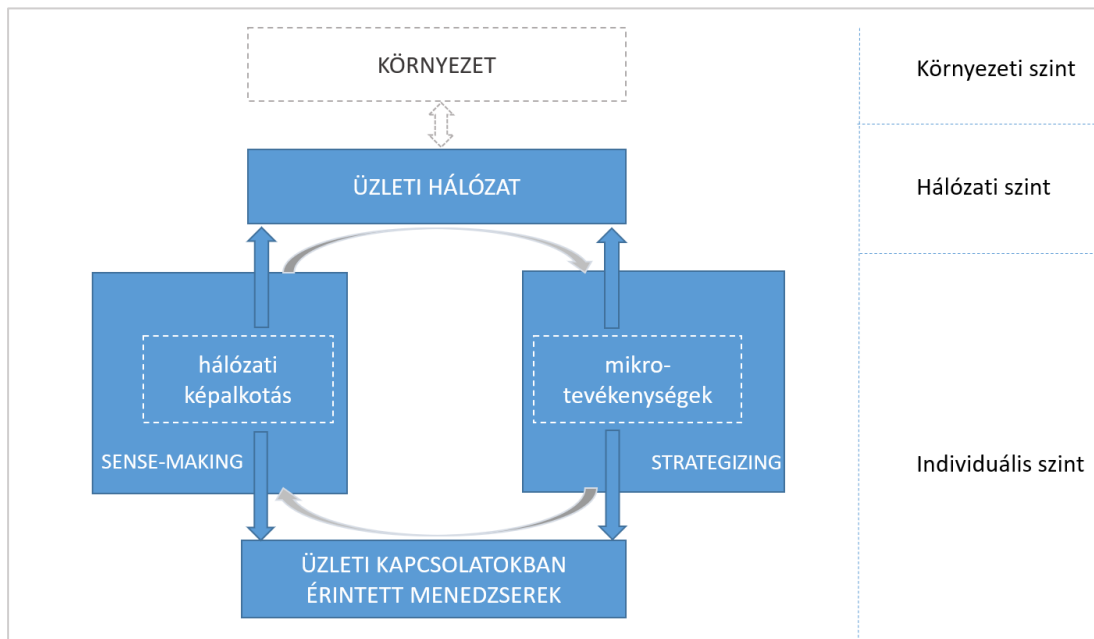 KÖRNYEZET
Környezeti szint
ÜZLETI HÁLÓZAT
Hálózati szint
hálózati
képalkotás
SENSE-MAKING
mikro-
tevékenységek
STRATEGIZING
Individuális szint
ÜZLETI KAPCSOLATOKBAN
ÉRINTETT MENEDZSEREK